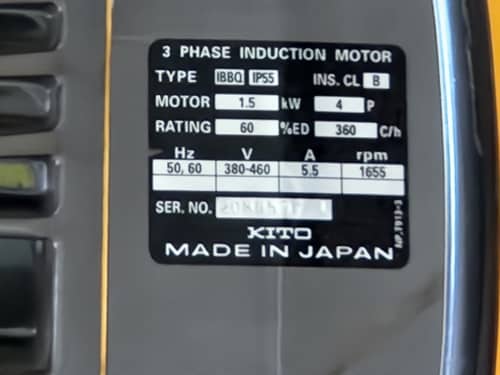 3 PHASE INDUCTION MOTOR
TYPE IBBQ IP55 INS. CL B
MOTOR 1.5 kW 4 P
RATING 60 %ED 360 C/h
Hz V A rpm
50, 60 380-460 5.5 1655
SER. NO.
KITO
MADE IN JAPAN